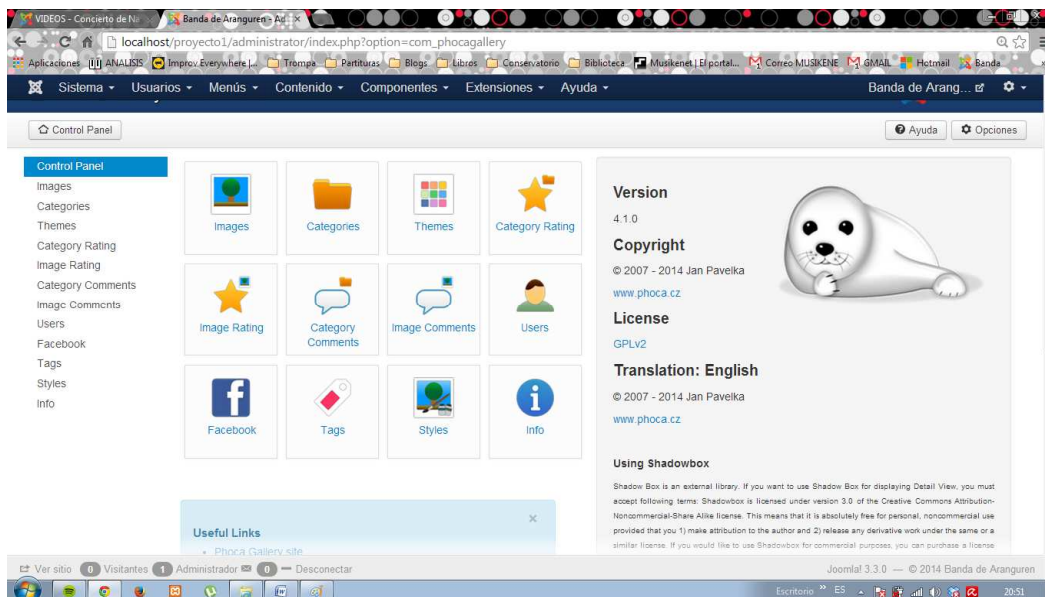 VIDEOS - Concierto de Na
Banda de Aranguren - Ad
localhost/proyecto1/administrator/index.php?option=com_phocagallery
Aplicaciones ANALISIS Improv Everywhere |... Trompa Partituras Blogs Libros Conservatorio Biblioteca Musikenet | El portal... Correo MUSIKENE GMAIL Hotmail Banda
Sistema Usuarios Menús Contenido Componentes Extensiones Ayuda Banda de Arang...
Control Panel Ayuda Opciones
Control Panel
Images
Categories
Themes
Category Rating
Image Rating
Category Comments
Image Comments
Users
Facebook
Tags
Styles
Info
Images Categories Themes Category Rating
Image Rating Category Comments Image Comments Users
Facebook Tags Styles Info
Useful Links
Phoca Gallery site
Version
4.1.0
Copyright
© 2007 - 2014 Jan Pavelka
www.phoca.cz
License
GPLv2
Translation: English
© 2007 - 2014 Jan Pavelka
www.phoca.cz
Using Shadowbox
Shadow Box is an external library. If you want to use Shadow Box for displaying Detail View, you must
accept following terms: Shadowbox is licensed under version 3.0 of the Creative Commons Attribution-
Noncommercial-Share Alike license. This means that it is absolutely free for personal, noncommercial use
provided that you 1) make attribution to the author and 2) release any derivative work under the same or a
similar license. If you would like to use Shadowbox for commercial purposes, you can purchase a license
Ver sitio 0 Visitantes 1 Administrador 0 Desconectar Joomla! 3.3.0 — © 2014 Banda de Aranguren
Escritorio ES 20:51